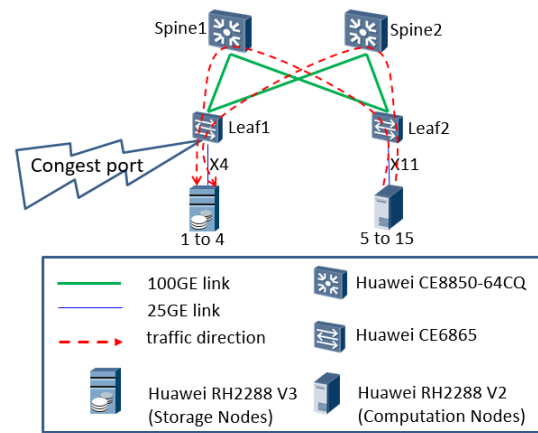 Spine1
Spine2
Leaf1
Leaf2
Congest port
X4
X11
1 to 4
5 to 15
100GE link
Huawei CE8850-64CQ
25GE link
traffic direction
Huawei CE6865
Huawei RH2288 V3
(Storage Nodes)
Huawei RH2288 V2
(Computation Nodes)